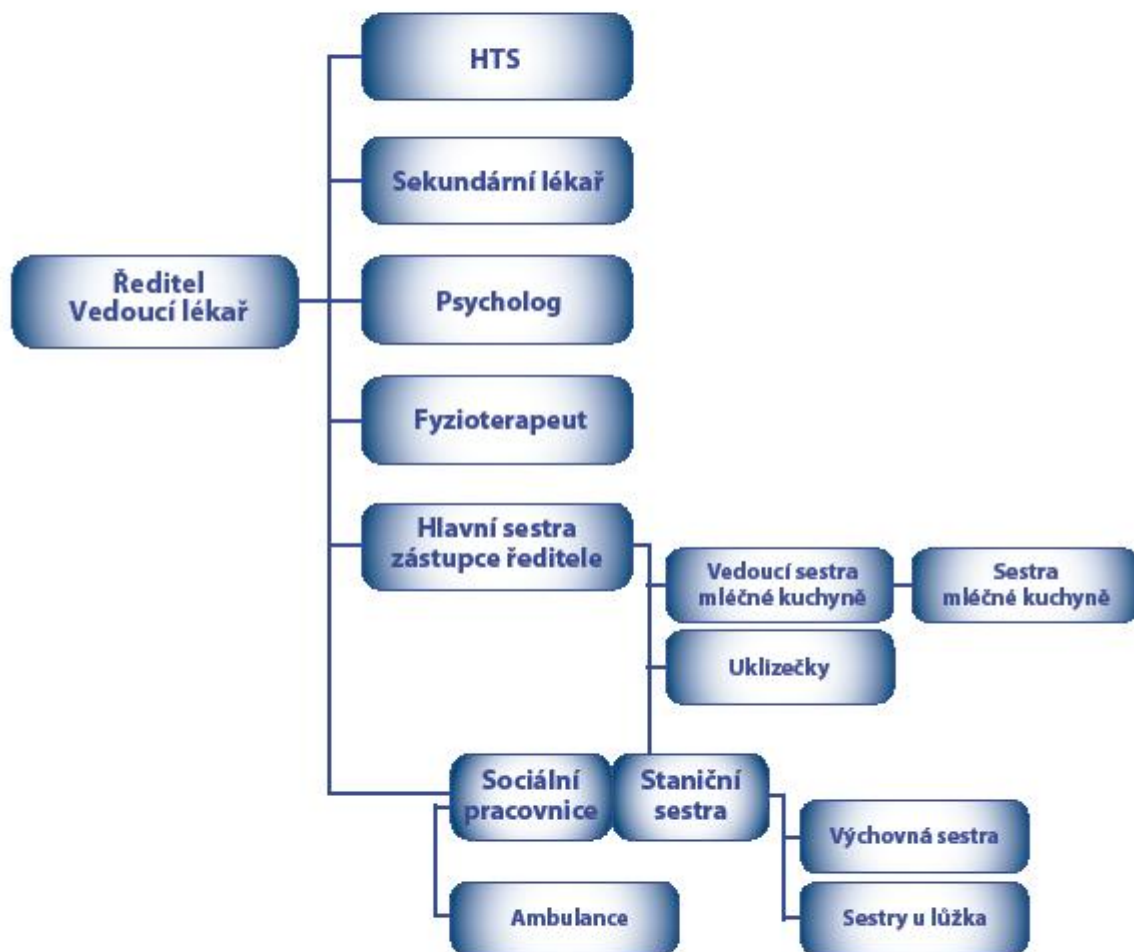 HTS
Sekundární lékař
Ředitel
Vedoucí lékař
Psycholog
Fyzioterapeut
Hlavní sestra
zástupce ředitele
Vedoucí sestra
mléčné kuchyně
Sestra
mléčné kuchyně
Uklizečky
Sociální
pracovnice
Staniční
sestra
Výchovná sestra
Ambulance
Sestry u lůžka